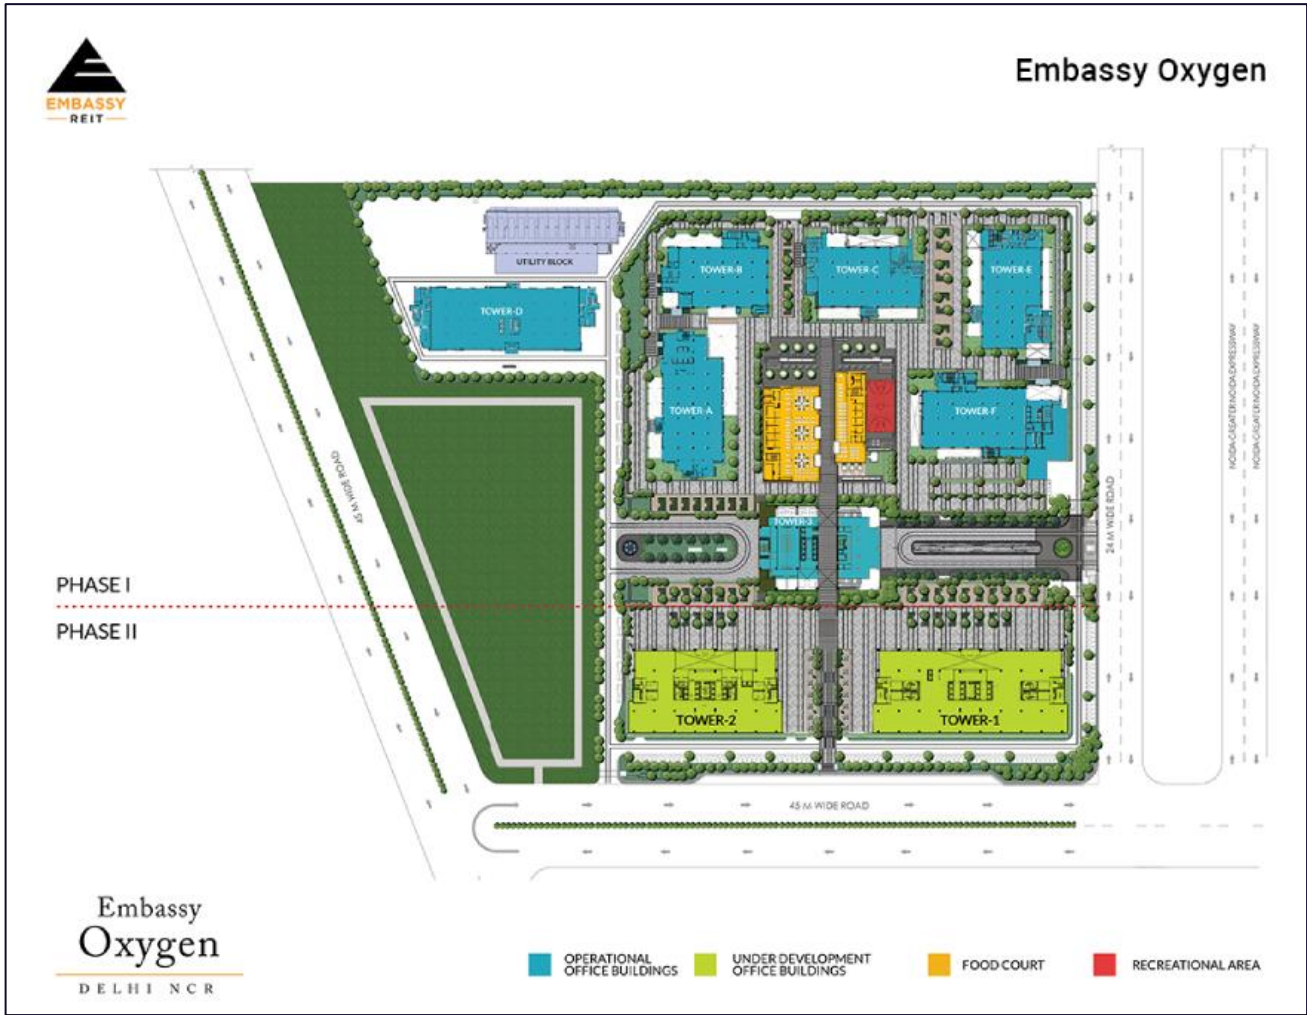 Embassy Oxygen
EMBASSY
REIT
UTILITY BLOCK
TOWER-B
TOWER-C
TOWER-E
TOWER-D
TOWER-A
TOWER-F
NOIDA-GREATER NOIDA EXPRESSWAY
NOIDA-GREATER NOIDA EXPRESSWAY
45 M WIDE ROAD
24 M WIDE ROAD
TOWER-3
PHASE I
PHASE II
TOWER-2
TOWER-1
45 M WIDE ROAD
Embassy
Oxygen
DELHI NCR
OPERATIONAL
OFFICE BUILDINGS
UNDER DEVELOPMENT
OFFICE BUILDINGS
FOOD COURT
RECREATIONAL AREA